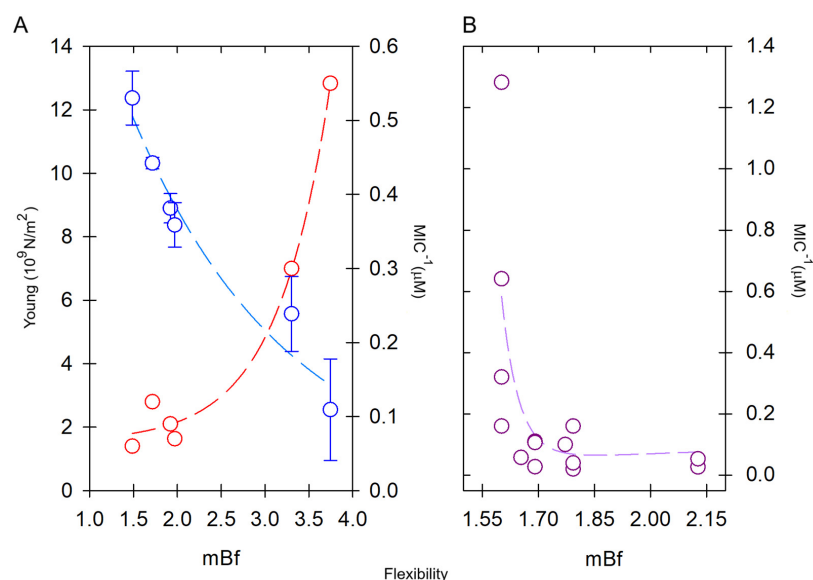 A
B
14
12
10
8
6
4
2
0
Young (10⁹N/m²)
0.6
0.5
0.4
0.3
0.2
0.1
0.0
MIC⁻¹(μM)
1.0 1.5 2.0 2.5 3.0 3.5 4.0
mBf
1.4
1.2
1.0
0.8
0.6
0.4
0.2
0.0
MIC⁻¹(μM)
1.55 1.70 1.85 2.00 2.15
mBf
Flexibility